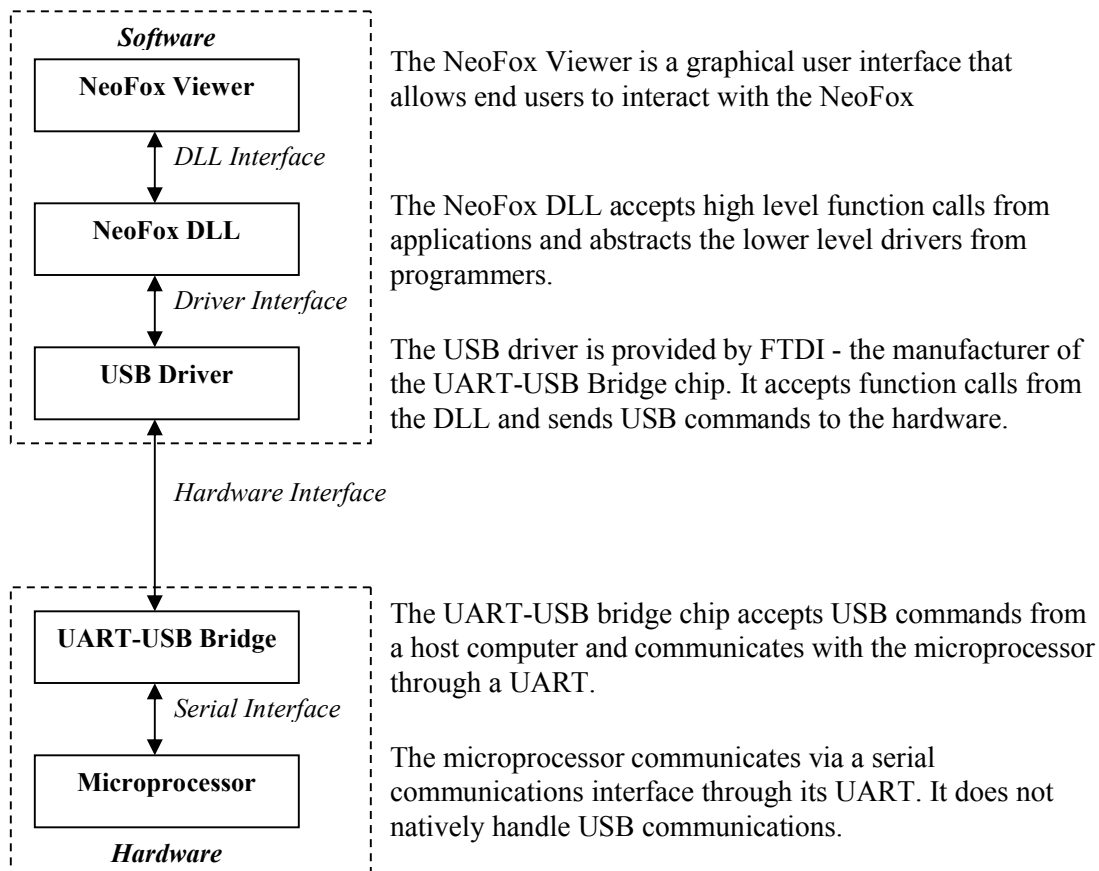 Software
NeoFox Viewer
The NeoFox Viewer is a graphical user interface that
allows end users to interact with the NeoFox
DLL Interface
NeoFox DLL
The NeoFox DLL accepts high level function calls from
applications and abstracts the lower level drivers from
programmers.
Driver Interface
USB Driver
The USB driver is provided by FTDI - the manufacturer of
the UART-USB Bridge chip. It accepts function calls from
the DLL and sends USB commands to the hardware.
Hardware Interface
UART-USB Bridge
The UART-USB bridge chip accepts USB commands from
a host computer and communicates with the microprocessor
through a UART.
Serial Interface
Microprocessor
The microprocessor communicates via a serial
communications interface through its UART. It does not
natively handle USB communications.
Hardware